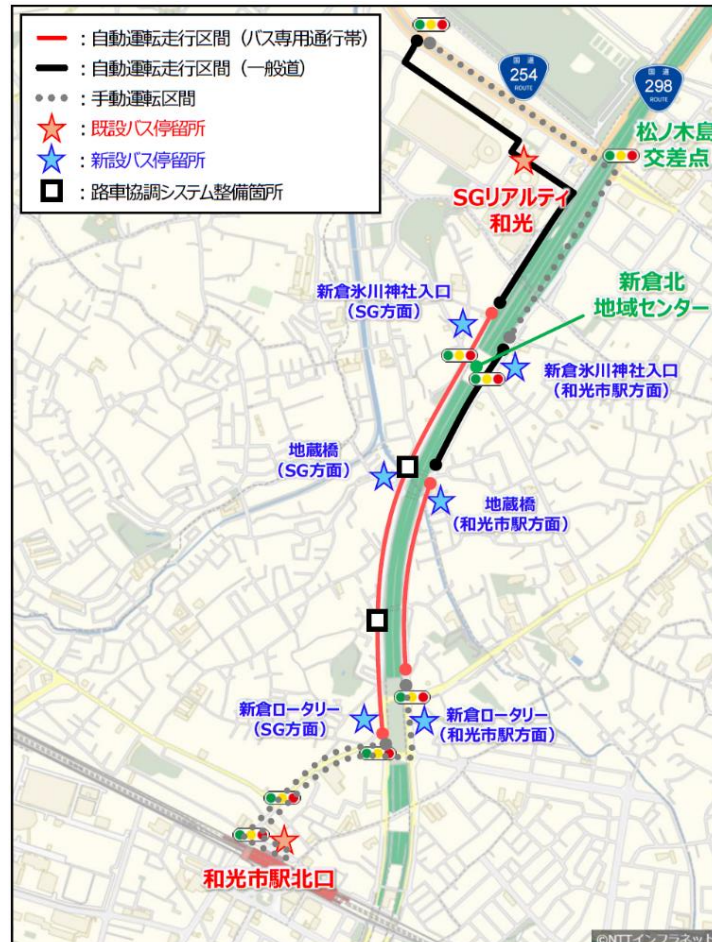 ：自動運転走行区間（バス専用通行帯）
：自動運転走行区間（一般道）
：手動運転区間
：既設バス停留所
：新設バス停留所
：路車協調システム整備箇所
国道
254
ROUTE
国道
298
ROUTE
松ノ木島
交差点
SGリアルティ
和光
新倉北
地域センター
新倉氷川神社入口
（SG方面）
新倉氷川神社入口
（和光市駅方面）
地蔵橋
（SG方面）
地蔵橋
（和光市駅方面）
新倉ロータリー
（SG方面）
新倉ロータリー
（和光市駅方面）
和光市駅北口
©NTTインフラネット